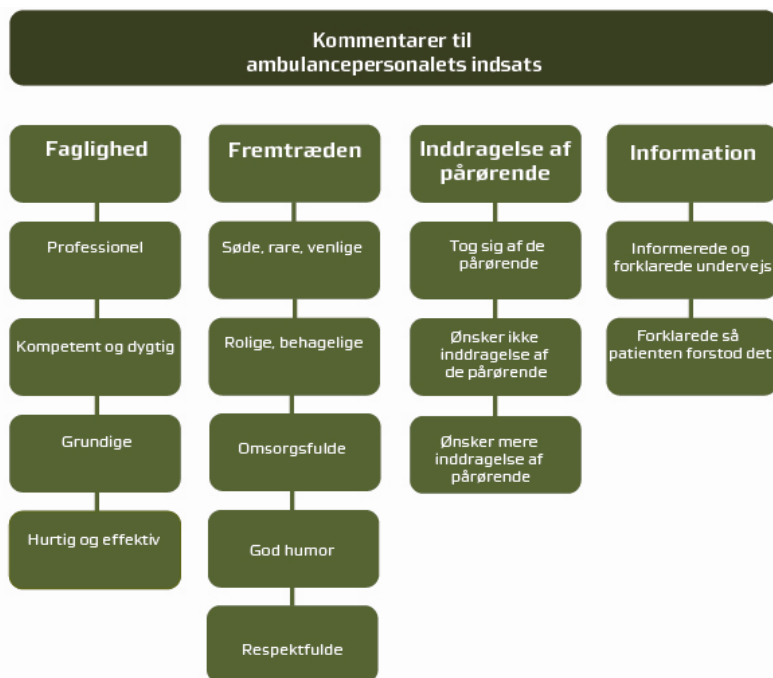 Kommentarer til
ambulancepersonalets indsats
Faglighed
Professionel
Kompetent og dygtig
Grundige
Hurtig og effektiv
Fremtræden
Søde, rare, venlige
Rolige, behagelige
Omsorgsfulde
God humor
Respektfulde
Inddragelse af
pårørende
Tog sig af de
pårørende
Ønsker ikke
inddragelse af
de pårørende
Ønsker mere
inddragelse af
pårørende
Information
Informerede og
forklarede undervejs
Forklarede så
patienten forstod det